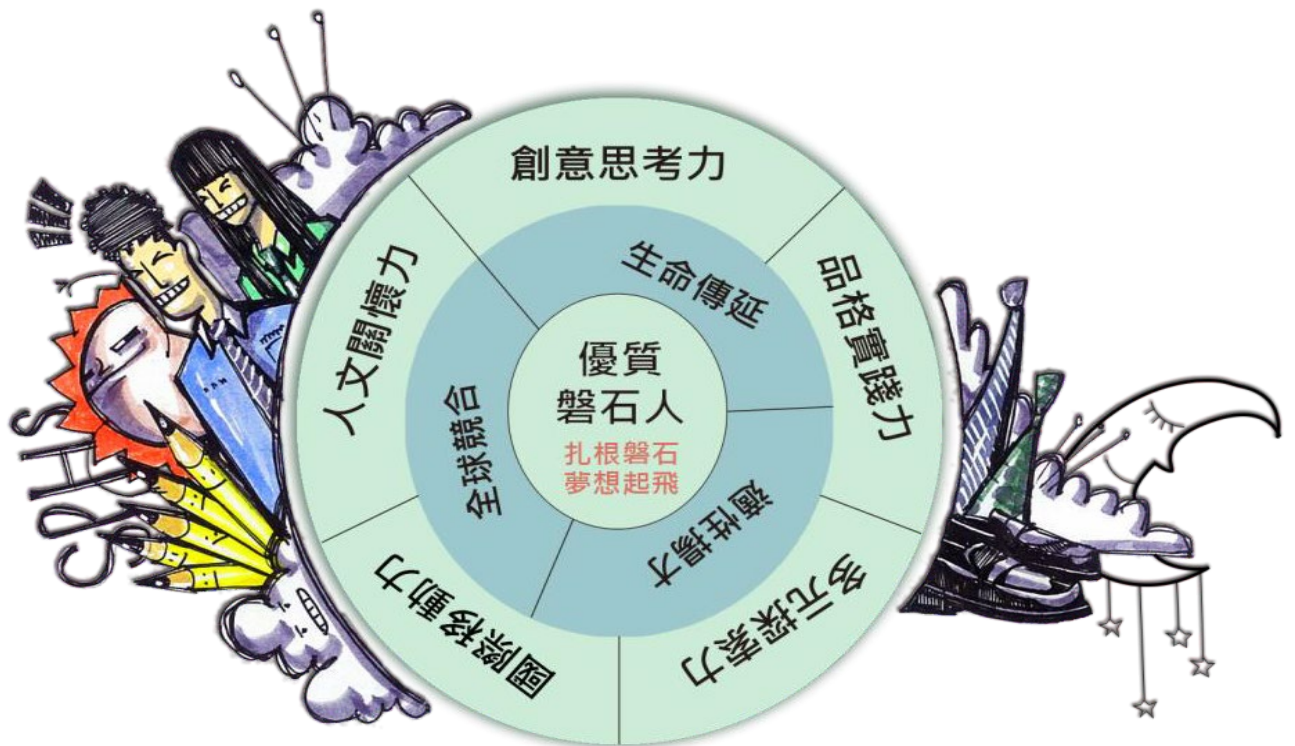 創意思考力
品格實踐力
多元探索力
國際移動力
人文關懷力
生命傳延
適性揚才
全球競合
優質
磐石人
扎根磐石
夢想起飛
SPHS